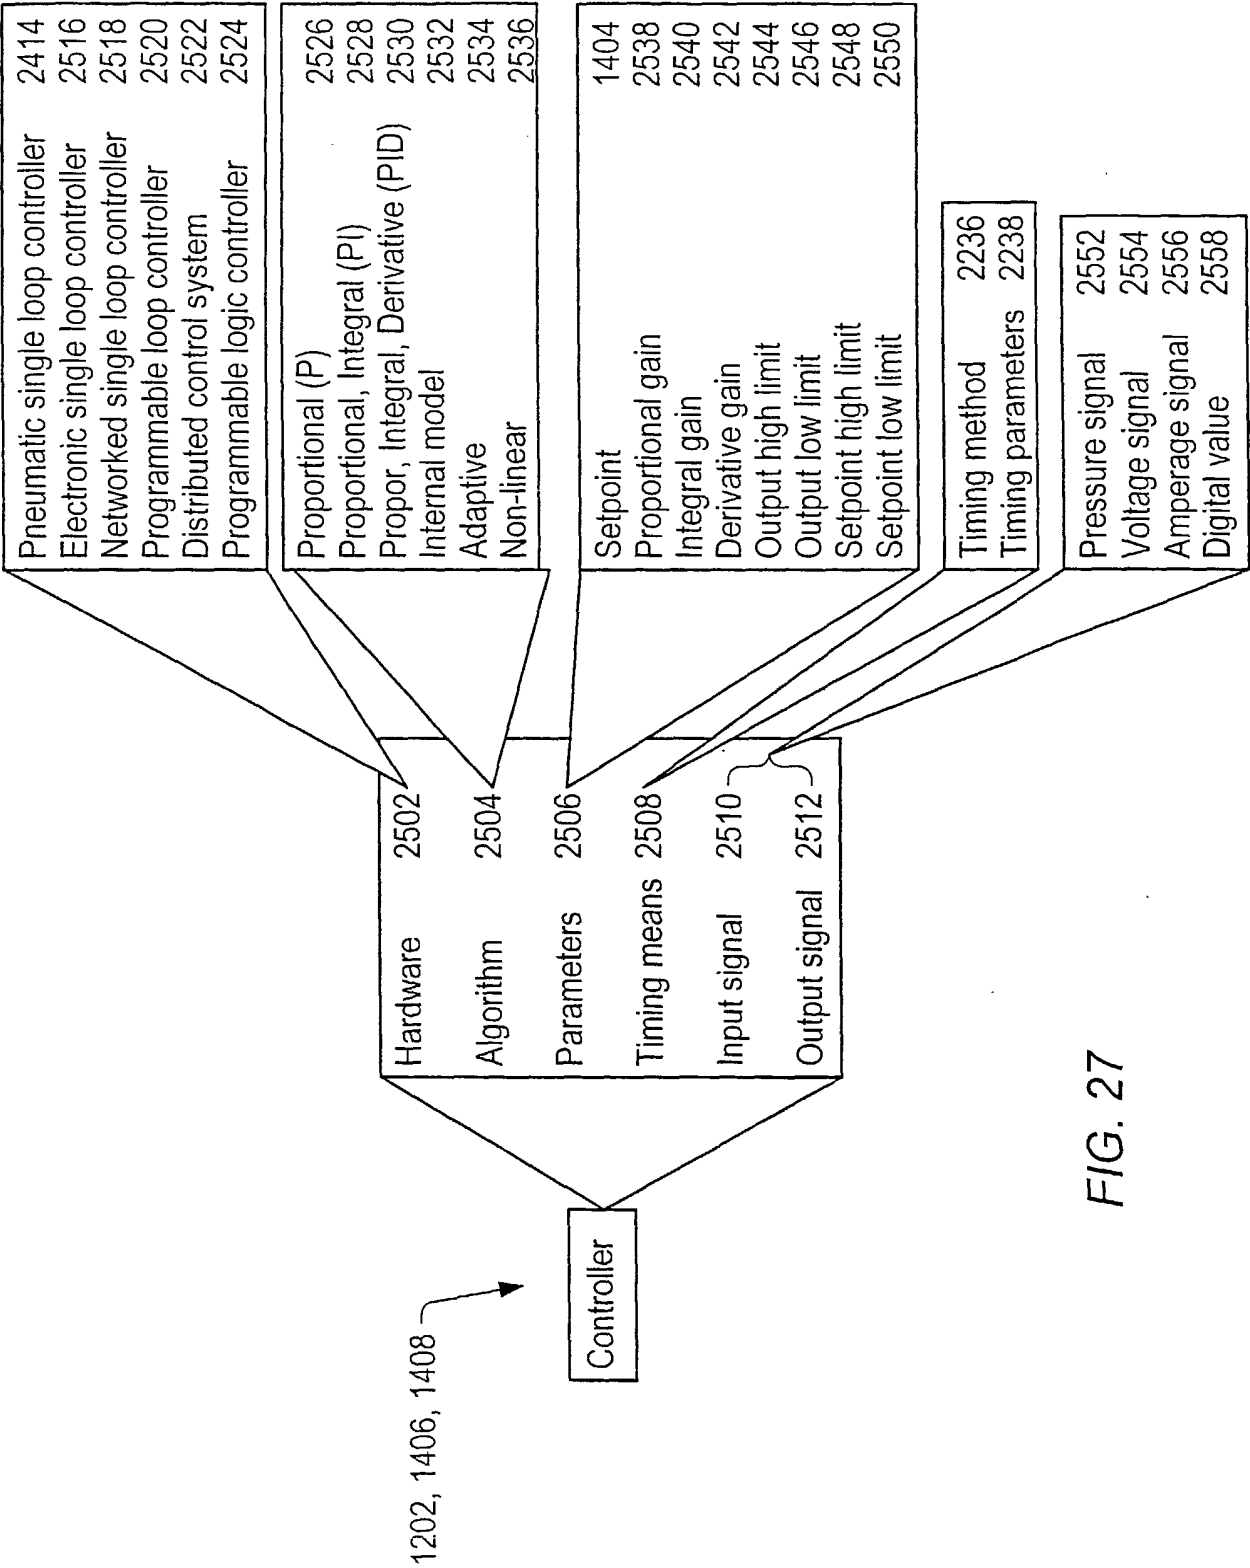 Pneumatic single loop controller 2414
Electronic single loop controller 2516
Networked single loop controller 2518
Programmable loop controller 2520
Distributed control system 2522
Programmable logic controller 2524
Proportional (P) 2526
Proportional, Integral (PI) 2528
Propor, Integral, Derivative (PID) 2530
Internal model 2532
Adaptive 2534
Non-linear 2536
Setpoint 1404
Proportional gain 2538
Integral gain 2540
Derivative gain 2542
Output high limit 2544
Output low limit 2546
Setpoint high limit 2548
Setpoint low limit 2550
Timing method 2236
Timing parameters 2238
Pressure signal 2552
Voltage signal 2554
Amperage signal 2556
Digital value 2558
Hardware 2502
Algorithm 2504
Parameters 2506
Timing means 2508
Input signal 2510
Output signal 2512
1202, 1406, 1408
Controller
FIG. 27